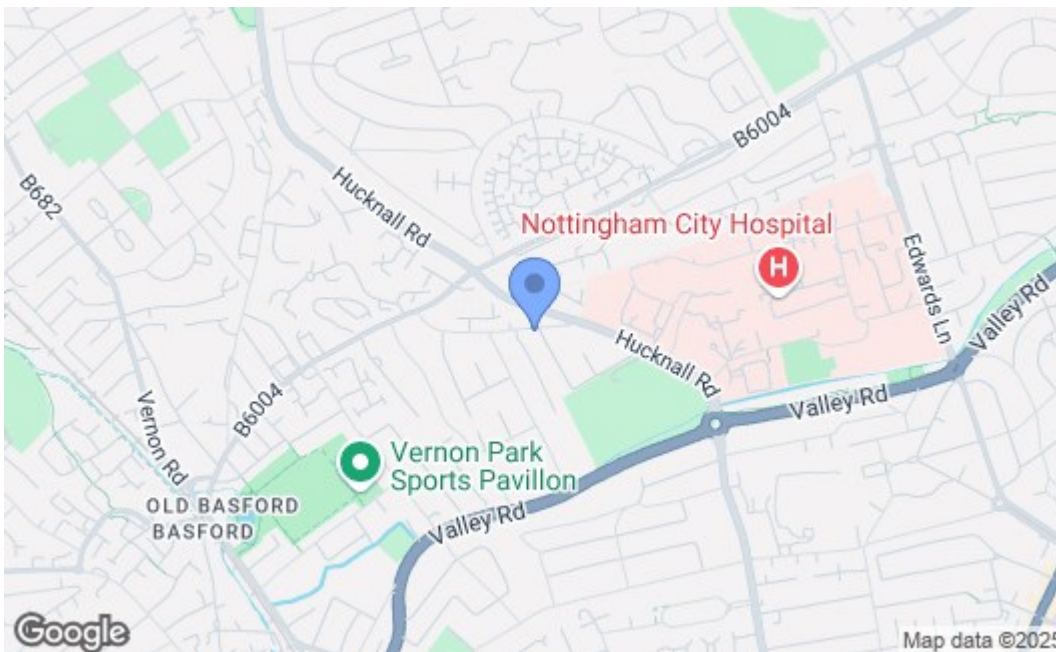 B6004
B682
Hucknall Rd
Nottingham City Hospital
H
Edwards Ln
Valley Rd
Hucknall Rd
Valley Rd
B6004
Vernon Rd
Vernon Park
Sports Pavillon
OLD BASFORD
BASFORD
Valley Rd
Google
Map data ©2025